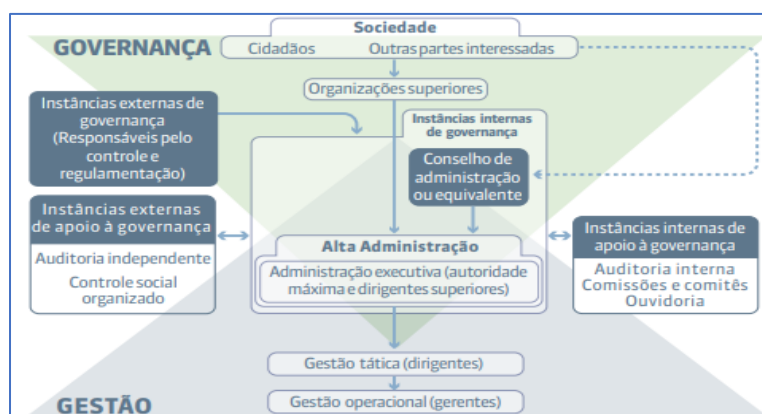 Sociedade
GOVERNANÇA
Cidadãos
Outras partes interessadas
Organizações superiores
Instâncias externas de
governança
(Responsáveis pelo
controle e
regulamentação)
Instâncias internas
de governança
Conselho de
administração
ou equivalente
Instâncias externas
de apoio à governança
Auditoria independente
Controle social
organizado
Alta Administração
Administração executiva (autoridade
máxima e dirigentes superiores)
Instâncias internas de
apoio à governança
Auditoria interna
Comissões e comitês
Ouvidoria
Gestão tática (dirigentes)
Gestão operacional (gerentes)
GESTÃO